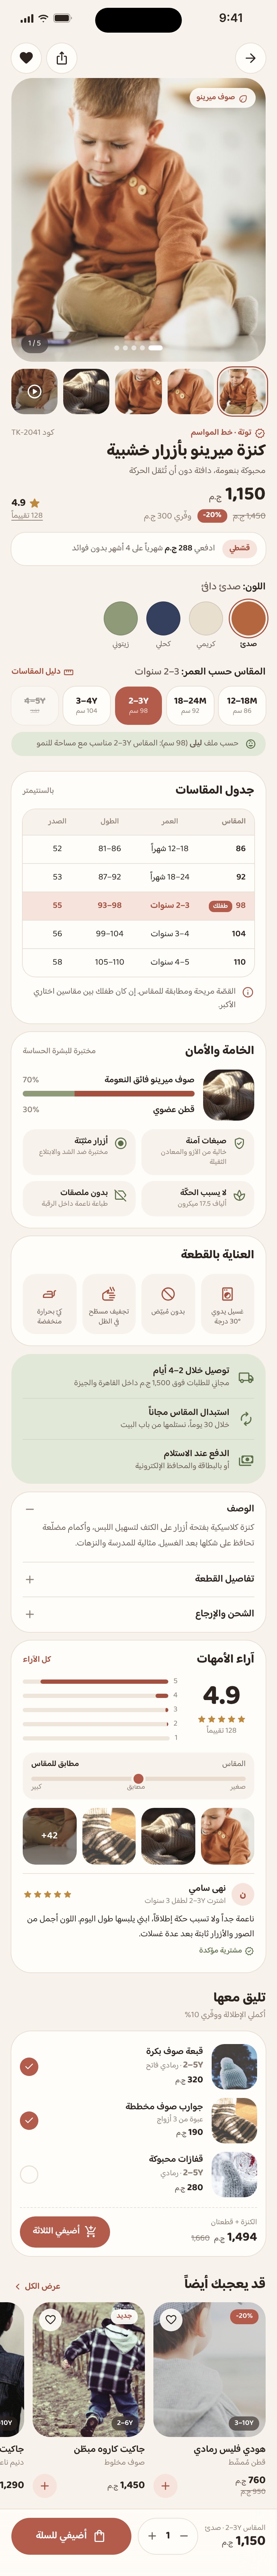 9:41
صوف ميرينو
1 / 5
توتة · خط المواسم
كود TK-2041
كنزة ميرينو بأزرار خشبية
محبوكة بنعومة، دافئة دون أن تُثقل الحركة
1,150 ج.م
1,450 ج.م
-20%
وفّري 300 ج.م
4.9
128 تقييماً
قسّطي
ادفعي 288 ج.م شهرياً على 4 أشهر بدون فوائد
اللون: صدئ دافئ
صدئ
كريمي
كحلي
زيتوني
المقاس حسب العمر: 2–3 سنوات
دليل المقاسات
12–18M
86 سم
18–24M
92 سم
2–3Y
98 سم
3–4Y
104 سم
4–5Y
حسب ملف ليلى (98 سم): المقاس 2–3Y مناسب مع مساحة للنمو
جدول المقاسات
بالسنتيمتر
المقاس العمر الطول الصدر
86 12–18 شهراً 81–86 52
92 18–24 شهراً 87–92 53
98 طفلك 2–3 سنوات 93–98 55
104 3–4 سنوات 99–104 56
110 4–5 سنوات 105–110 58
القصّة مريحة ومطابقة للمقاس. إن كان طفلك بين مقاسين اختاري الأكبر.
الخامة والأمان
مختبرة للبشرة الحساسة
صوف ميرينو فائق النعومة
70%
قطن عضوي
30%
صبغات آمنة
خالية من الآزو والمعادن الثقيلة
أزرار مثبّتة
مختبرة ضد الشد والابتلاع
لا يسبب الحكّة
ألياف 17.5 ميكرون
بدون ملصقات
طباعة ناعمة داخل الرقبة
العناية بالقطعة
غسيل يدوي 30° درجة
بدون مُبيّض
تجفيف مسطّح في الظل
كيّ بحرارة منخفضة
توصيل خلال 2–4 أيام
مجاني للطلبات فوق 1,500 ج.م داخل القاهرة والجيزة
استبدال المقاس مجاناً
خلال 30 يوماً، نستلمها من باب البيت
الدفع عند الاستلام
أو بالبطاقة والمحافظ الإلكترونية
الوصف
كنزة كلاسيكية بفتحة أزرار على الكتف لتسهيل اللبس، وأكمام مضلّعة تحافظ على شكلها بعد الغسيل. مثالية للمدرسة والنزهات.
تفاصيل القطعة
الشحن والإرجاع
آراء الأمهات
كل الآراء
4.9
128 تقييماً
5
4
3
2
1
المقاس
مطابق للمقاس
صغير
مطابق
كبير
+42
ن
نهى سامي
اشترت 2–3Y لطفل 3 سنوات
ناعمة جداً ولا تسبب حكة إطلاقاً، ابني يلبسها طول اليوم. اللون أجمل من الصور والأزرار ثابتة بعد عدة غسلات.
مشترية مؤكدة
تليق معها
أكملي الإطلالة ووفّري 10%
قبعة صوف بكرة
2–5Y · رمادي فاتح
320 ج.م
جوارب صوف مخططة
عبوة من 3 أزواج
190 ج.م
قفازات محبوكة
2–5Y · رمادي
280 ج.م
الكنزة + قطعتان
1,494 ج.م
1,660
أضيفي الثلاثة
قد يعجبك أيضاً
عرض الكل
-20%
3–10Y
هودي فليس رمادي
قطن مُمشّط
760 ج.م
950 ج.م
جديد
2–6Y
جاكيت كاروه مبطّن
صوف مخلوط
1,450 ج.م
–10Y
جاكيت
1,290
المقاس 2–3Y · صدئ
1,150 ج.م
1
أضيفي للسلة